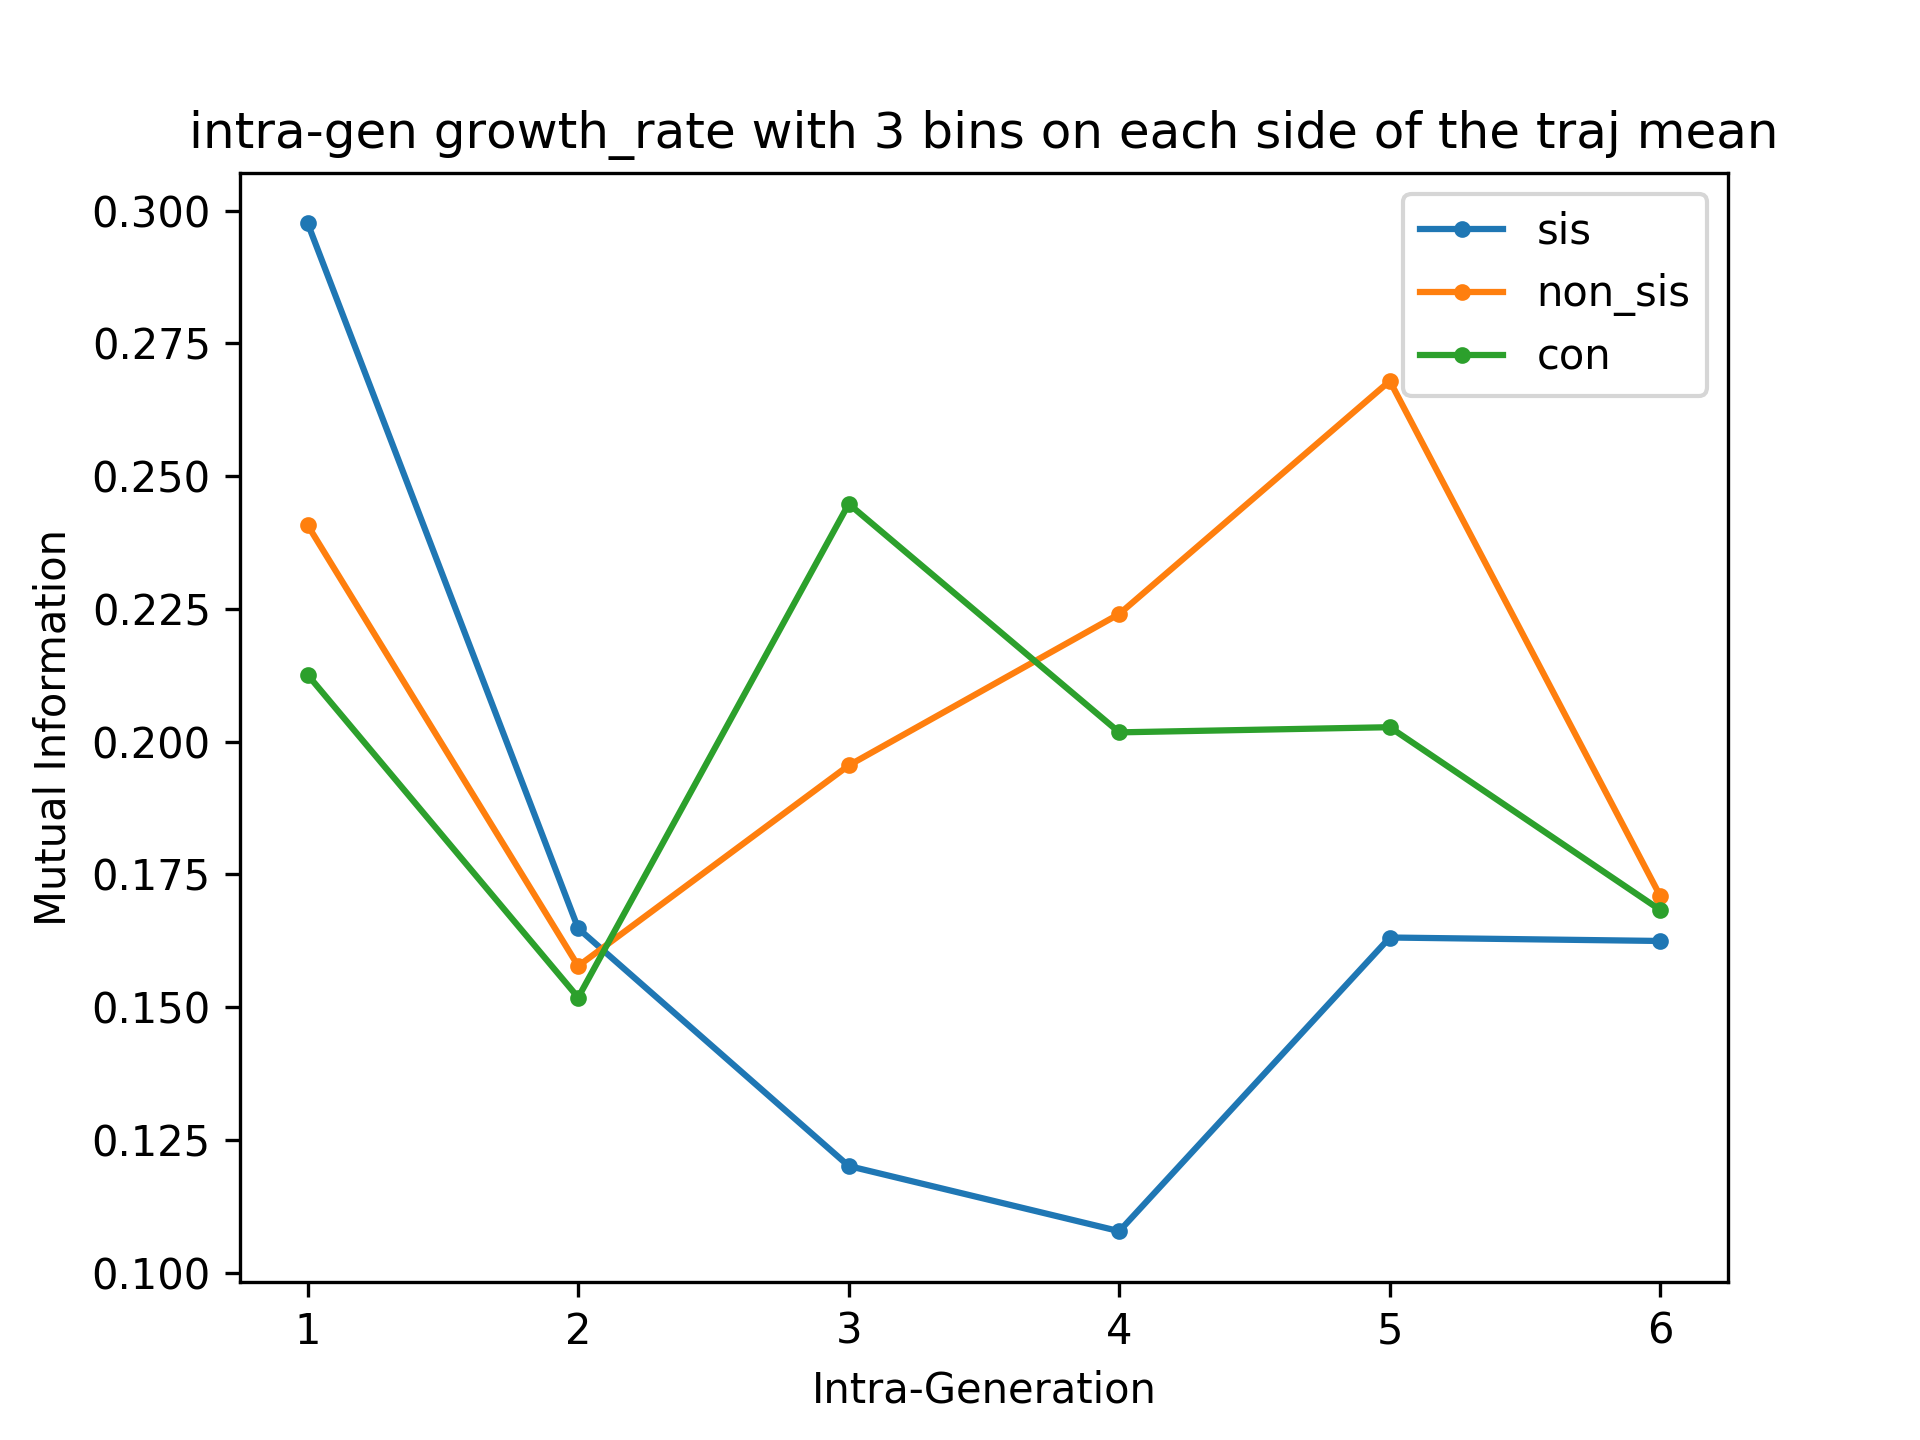 intra-gen growth_rate with 3 bins on each side of the traj mean
sis
non_sis
con
0.300
0.275
0.250
0.225
0.200
0.175
0.150
0.125
0.100
Mutual Information
1 2 3 4 5 6
Intra-Generation